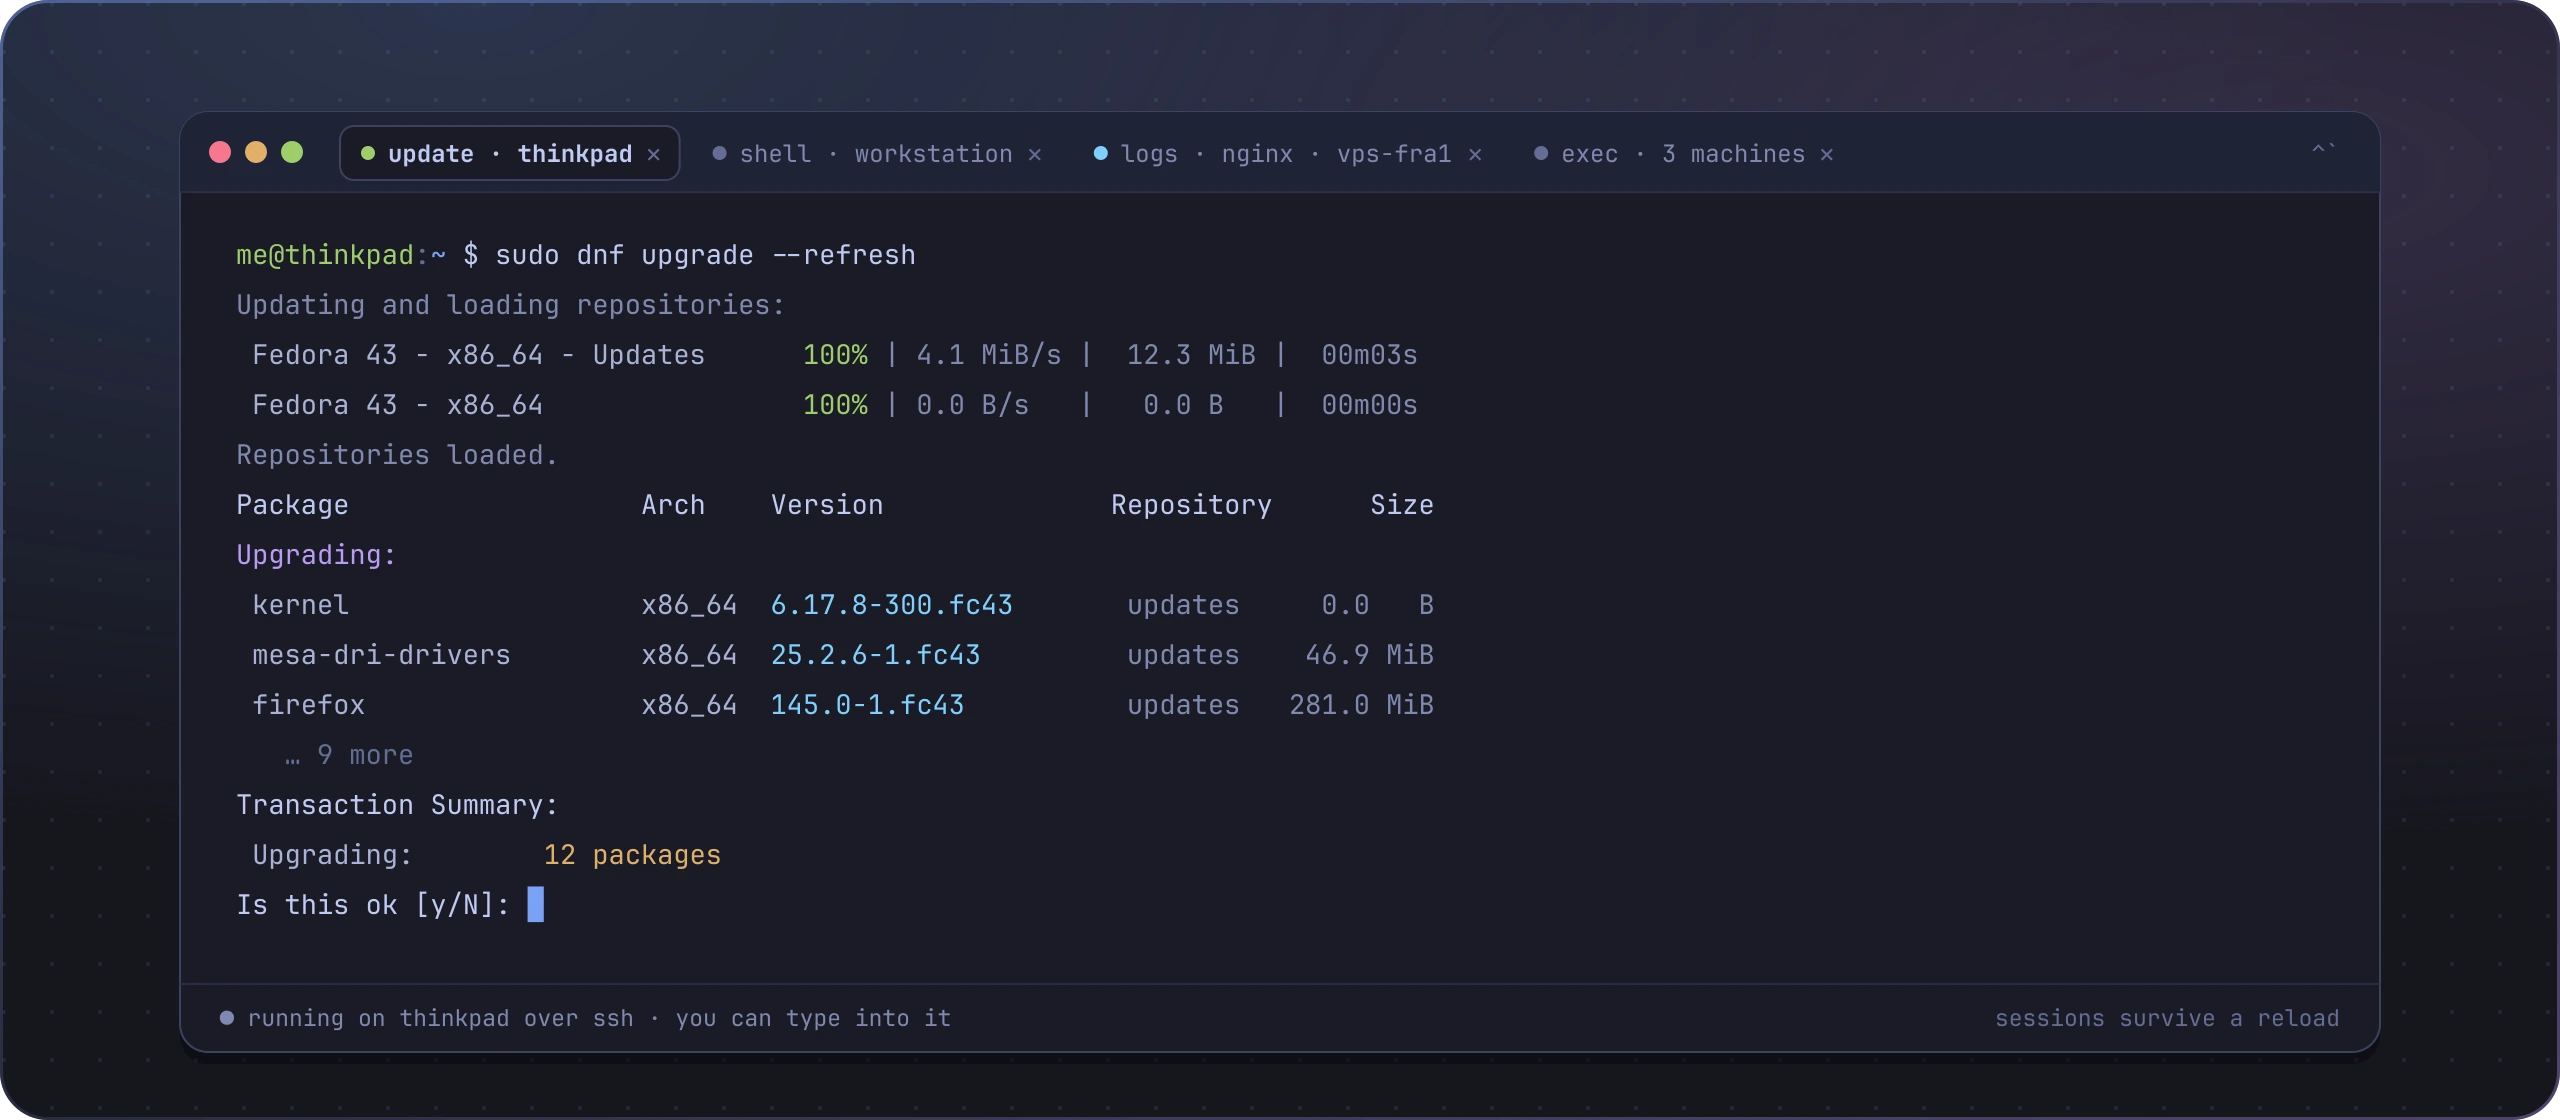 update · thinkpad × shell · workstation × logs · nginx · vps-fra1 × exec · 3 machines × ^`
me@thinkpad:~ $ sudo dnf upgrade --refresh
Updating and loading repositories:
Fedora 43 - x86_64 - Updates 100% | 4.1 MiB/s | 12.3 MiB | 00m03s
Fedora 43 - x86_64 100% | 0.0 B/s | 0.0 B | 00m00s
Repositories loaded.
Package Arch Version Repository Size
Upgrading:
kernel x86_64 6.17.8-300.fc43 updates 0.0 B
mesa-dri-drivers x86_64 25.2.6-1.fc43 updates 46.9 MiB
firefox x86_64 145.0-1.fc43 updates 281.0 MiB
… 9 more
Transaction Summary:
Upgrading: 12 packages
Is this ok [y/N]:
running on thinkpad over ssh · you can type into it sessions survive a reload